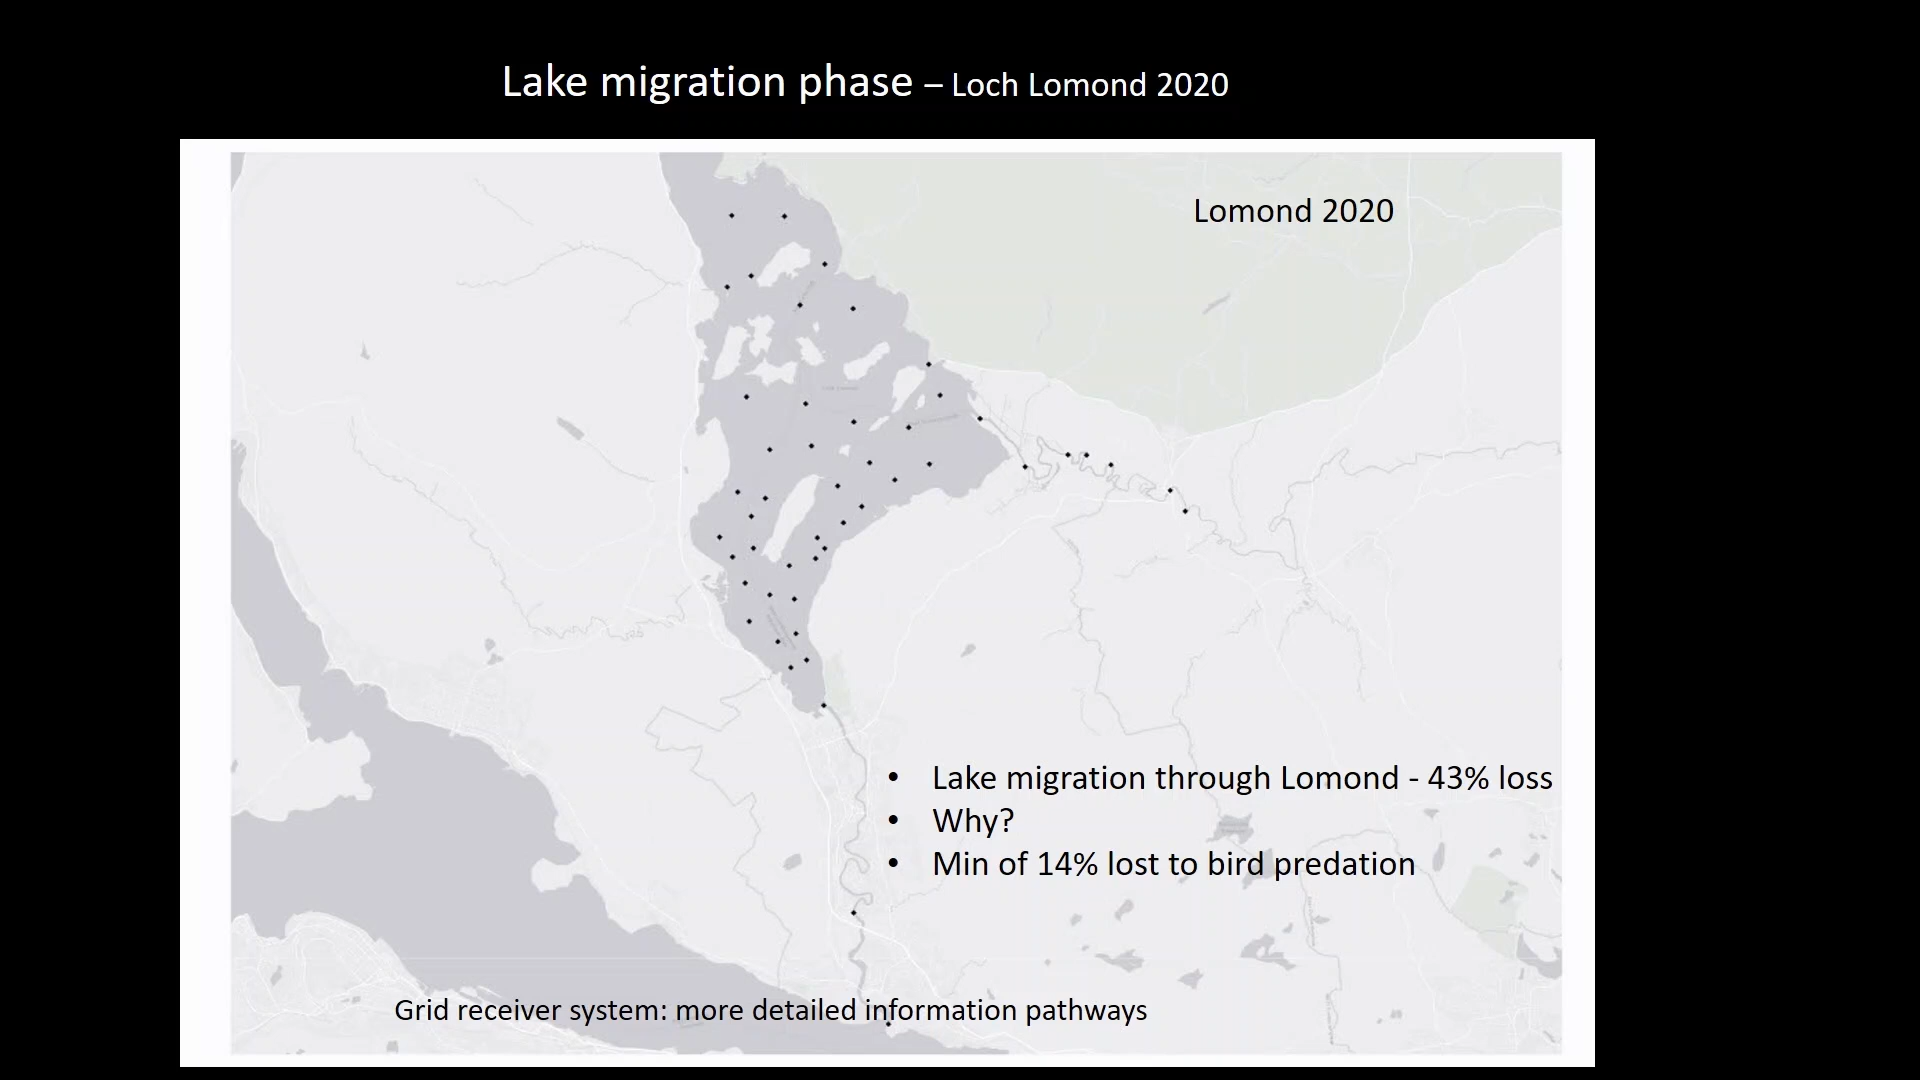 Lake migration phase – Loch Lomond 2020
Lomond 2020
• Lake migration through Lomond - 43% loss
• Why?
• Min of 14% lost to bird predation
Grid receiver system: more detailed information pathways